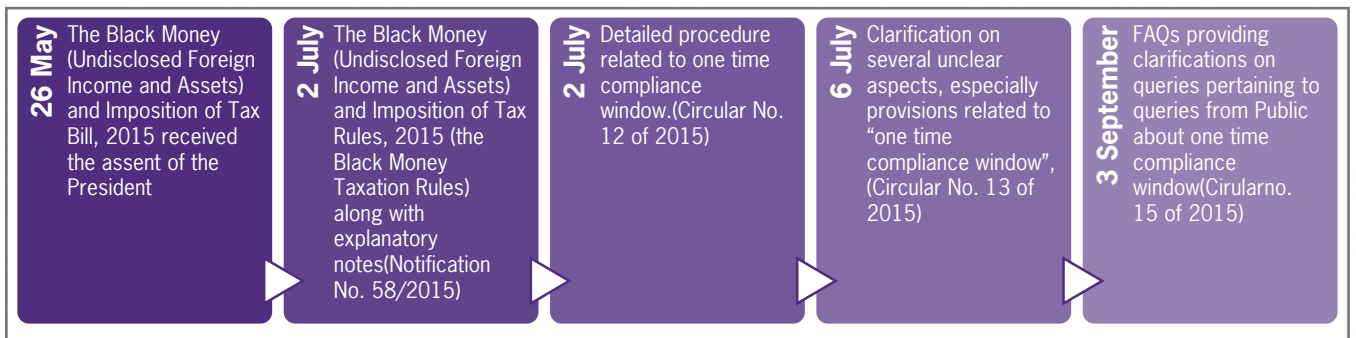 26 May
The Black Money
(Undisclosed Foreign
Income and Assets)
and Imposition of Tax
Bill, 2015 received
the assent of the
President
2 July
The Black Money
(Undisclosed Foreign
Income and Assets)
and Imposition of Tax
Rules, 2015 (the
Black Money
Taxation Rules)
along with
explanatory
notes(Notification
No. 58/2015)
2 July
Detailed procedure
related to one time
compliance
window.(Circular No.
12 of 2015)
6 July
Clarification on
several unclear
aspects, especially
provisions related to
“one time
compliance window”,
(Circular No. 13 of
2015)
3 September
FAQs providing
clarifications on
queries pertaining to
queries from Public
about one time
compliance
window(Cirularno.
15 of 2015)